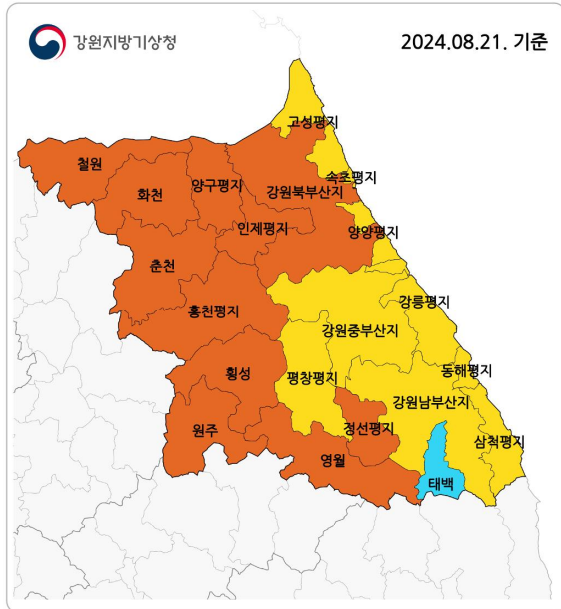 강원지방기상청
2024.08.21. 기준
고성평지
철원
속초평지
양구평지
화천
강원북부산지
인제평지
양양평지
춘천
강릉평지
홍천평지
강원중부산지
동해평지
횡성
평창평지
강원남부산지
원주
정선평지
삼척평지
영월
태백